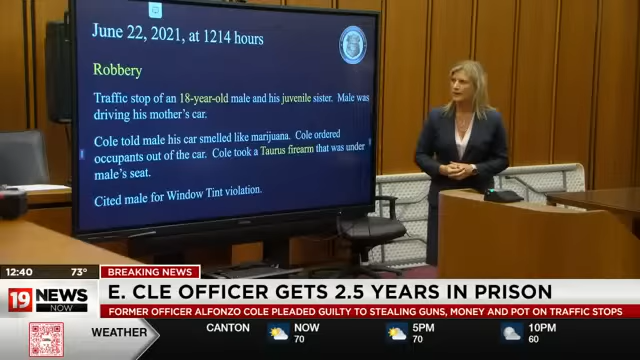 June 22, 2021, at 1214 hours
Robbery
Traffic stop of an 18-year-old male and his juvenile sister. Male was
driving his mother's car.
Cole told male his car smelled like marijuana. Cole ordered
occupants out of the car. Cole took a Taurus firearm that was under
male's seat.
Cited male for Window Tint violation.
12:40 73°
BREAKING NEWS
19 NEWS
NOW
E. CLE OFFICER GETS 2.5 YEARS IN PRISON
FORMER OFFICER ALFONZO COLE PLEADED GUILTY TO STEALING GUNS, MONEY AND POT ON TRAFFIC STOPS
WEATHER
CANTON
NOW
70
5PM
70
10PM
60